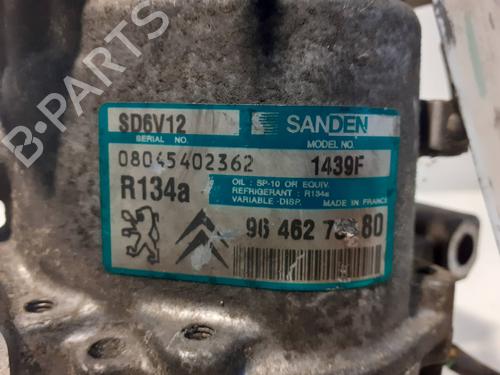 B-PARTS
SD6V12
SANDEN
SERIAL NO.
MODEL NO.
08045402362
1439F
R134a
OIL : SP-10 OR EQUIV.
REFRIGERANT : R134a
VARIABLE-DISP. MADE IN FRANCE
96 462 80